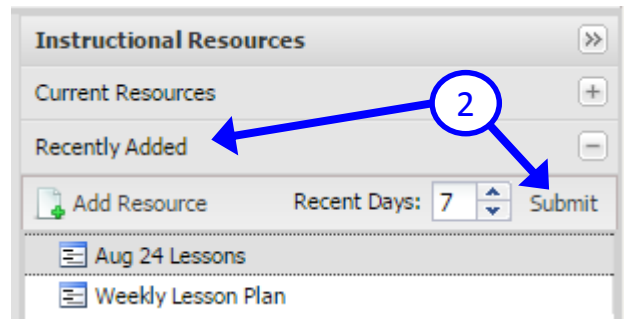 Instructional Resources
Current Resources
2
Recently Added
Add Resource Recent Days: 7 Submit
Aug 24 Lessons
Weekly Lesson Plan